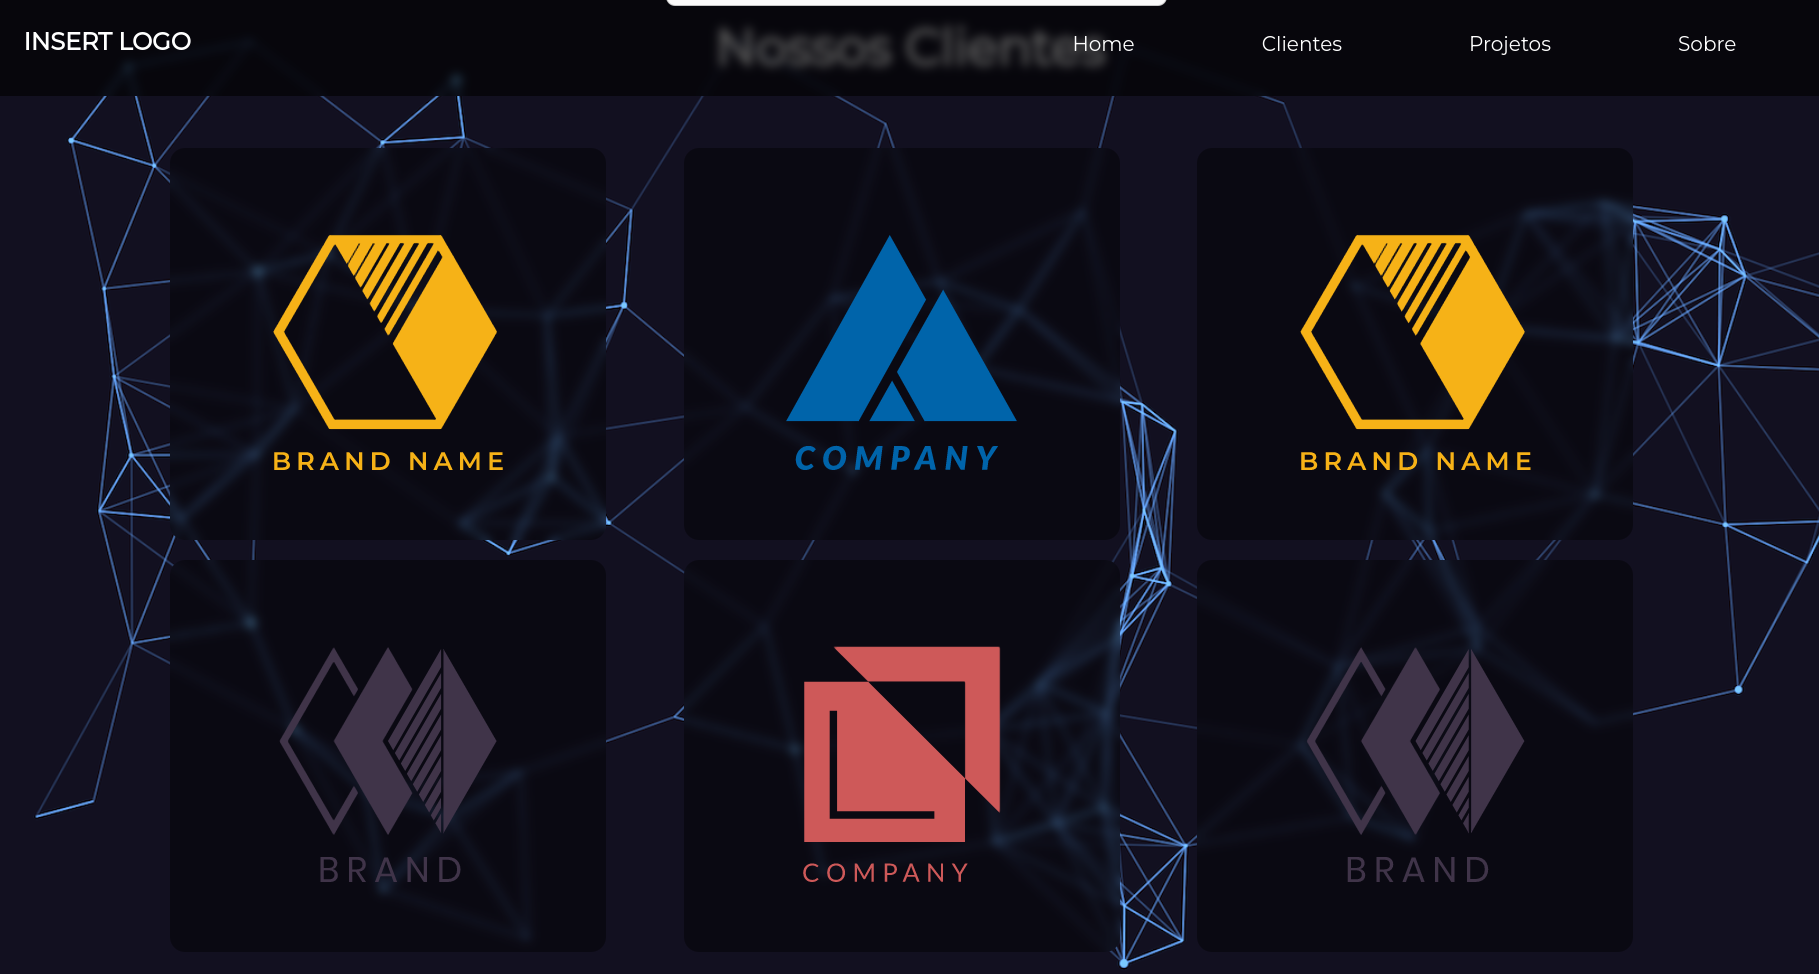 INSERT LOGO
Nossos Clientes
Home
Clientes
Projetos
Sobre
BRAND NAME
COMPANY
BRAND NAME
BRAND
COMPANY
BRAND